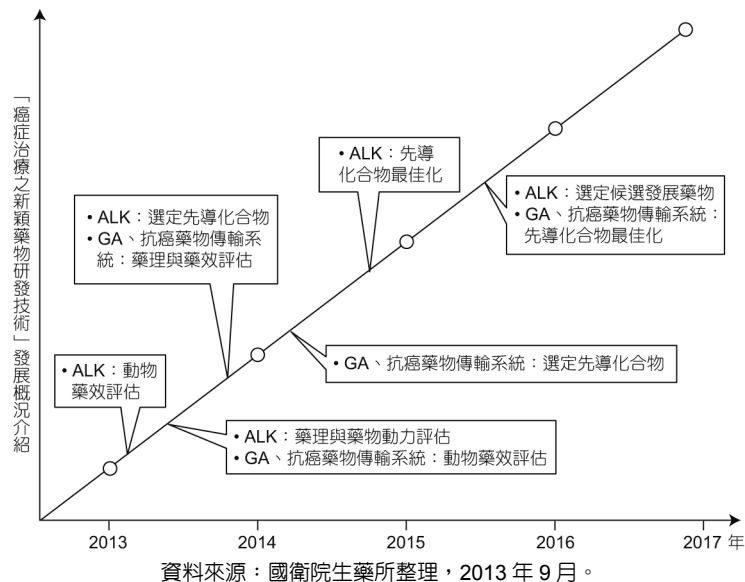 「癌症治療之新穎藥物研發技術」發展概況介紹
• ALK：先導
化合物最佳化
• ALK：選定候選發展藥物
• GA、抗癌藥物傳輸系統：
先導化合物最佳化
• ALK：選定先導化合物
• GA、抗癌藥物傳輸系
統：藥理與藥效評估
• ALK：動物
藥效評估
• GA、抗癌藥物傳輸系統：選定先導化合物
• ALK：藥理與藥物動力評估
• GA、抗癌藥物傳輸系統：動物藥效評估
2013 2014 2015 2016 2017 年
資料來源：國衛院生藥所整理，2013 年 9 月。